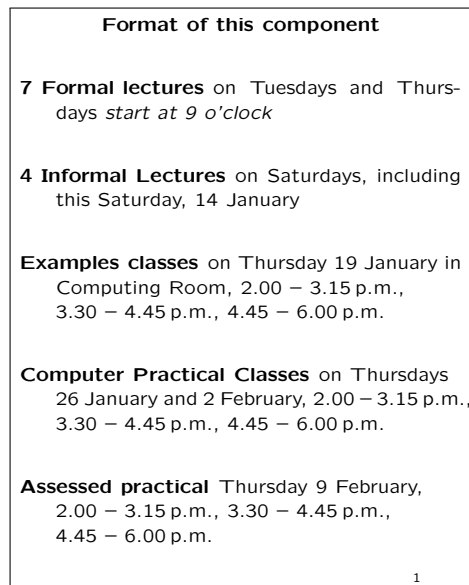 Format of this component
7 Formal lectures on Tuesdays and Thurs-
days start at 9 o'clock
4 Informal Lectures on Saturdays, including
this Saturday, 14 January
Examples classes on Thursday 19 January in
Computing Room, 2.00 – 3.15 p.m.,
3.30 – 4.45 p.m., 4.45 – 6.00 p.m.
Computer Practical Classes on Thursdays
26 January and 2 February, 2.00 – 3.15 p.m.,
3.30 – 4.45 p.m., 4.45 – 6.00 p.m.
Assessed practical Thursday 9 February,
2.00 – 3.15 p.m., 3.30 – 4.45 p.m.,
4.45 – 6.00 p.m.
1